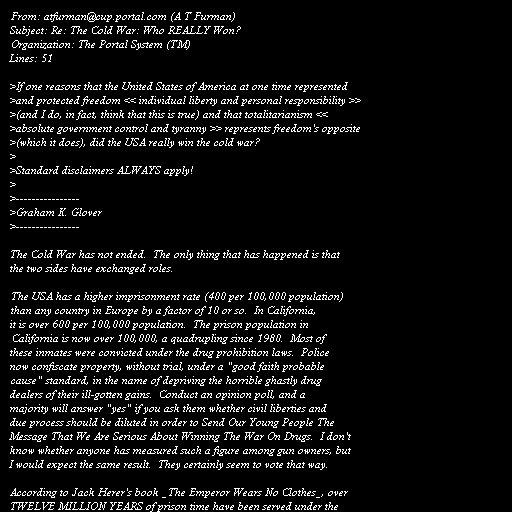 From: atfurman@cup.portal.com (A T Furman)
Subject: Re: The Cold War: Who REALLY Won?
Organization: The Portal System (TM)
Lines: 51

>If one reasons that the United States of America at one time represented
>and protected freedom << individual liberty and personal responsibility >>
>(and I do, in fact, think that this is true) and that totalitarianism <<
>absolute government control and tyranny >> represents freedom's opposite
>(which it does), did the USA really win the cold war?
>
>Standard disclaimers ALWAYS apply!
>
>----------------
>Graham K. Glover
>----------------

The Cold War has not ended.  The only thing that has happened is that
the two sides have exchanged roles.

The USA has a higher imprisonment rate (400 per 100,000 population)
than any country in Europe by a factor of 10 or so.  In California,
it is over 600 per 100,000 population.  The prison population in
California is now over 100,000, a quadrupling since 1980.  Most of
these inmates were convicted under the drug prohibition laws.  Police
now confiscate property, without trial, under a "good faith probable
cause" standard, in the name of depriving the horrible ghastly drug
dealers of their ill-gotten gains.  Conduct an opinion poll, and a
majority will answer "yes" if you ask them whether civil liberties and
due process should be diluted in order to Send Our Young People The
Message That We Are Serious About Winning The War On Drugs.  I don't
know whether anyone has measured such a figure among gun owners, but
I would expect the same result.  They certainly seem to vote that way.

According to Jack Herer's book _The Emperor Wears No Clothes_, over
TWELVE MILLION YEARS of prison time have been served under the